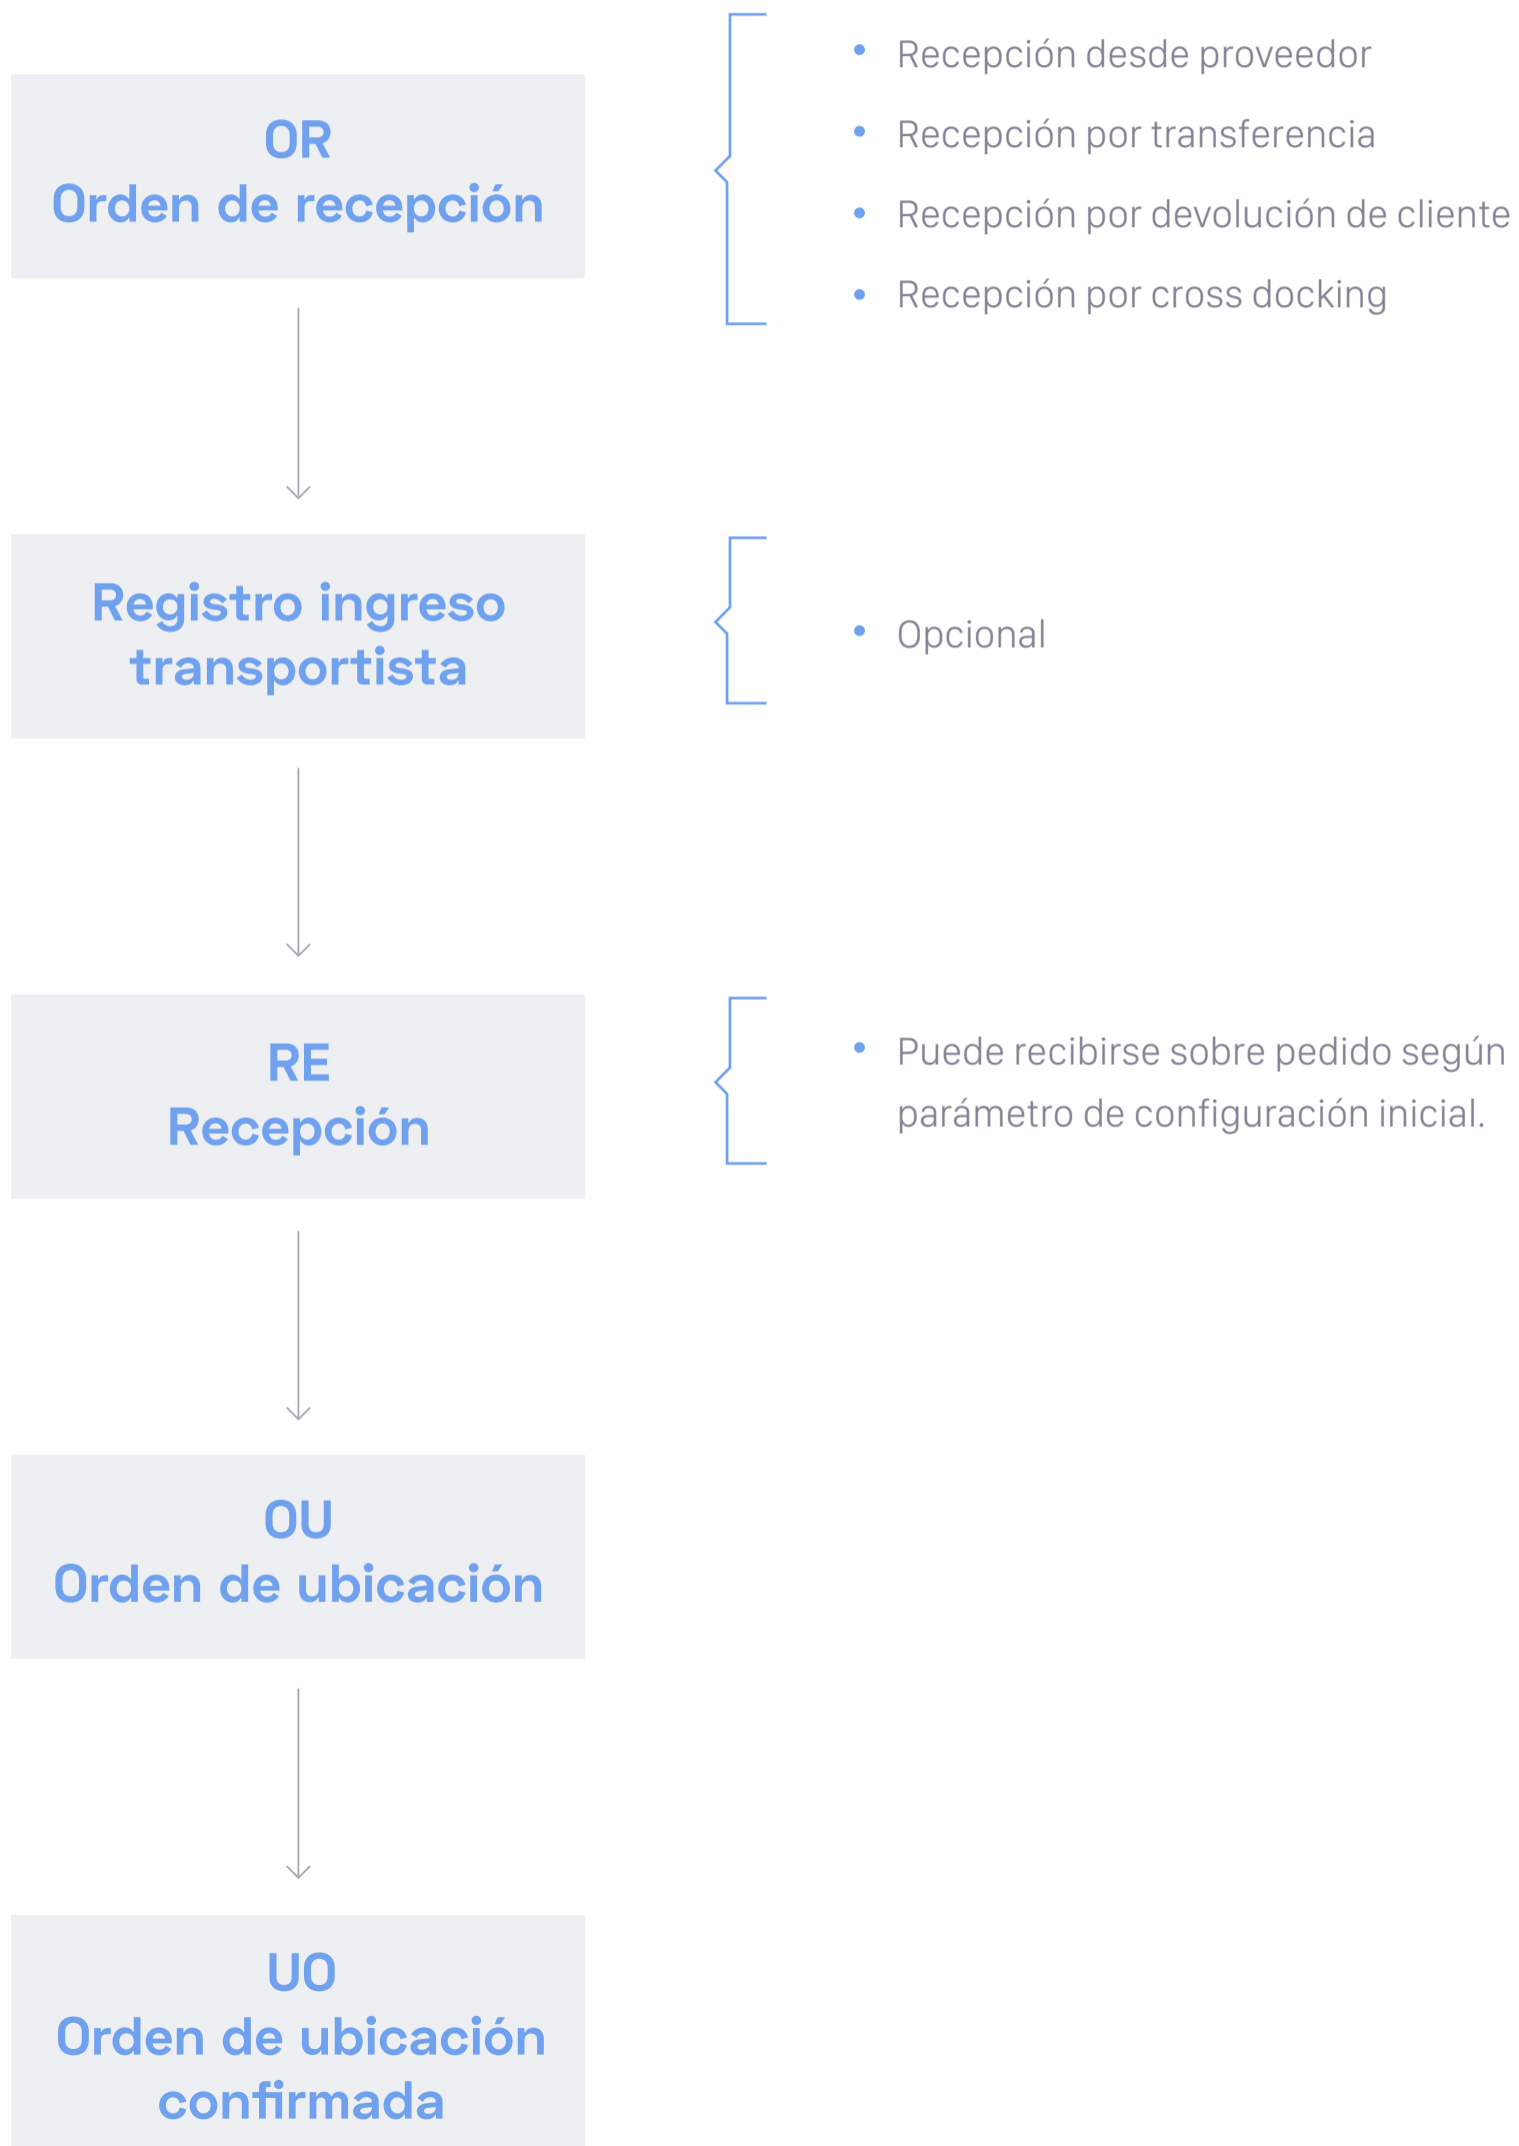 OR
Orden de recepción
• Recepción desde proveedor
• Recepción por transferencia
• Recepción por devolución de cliente
• Recepción por cross docking
Registro ingreso
transportista
• Opcional
RE
Recepción
• Puede recibirse sobre pedido según
parámetro de configuración inicial.
OU
Orden de ubicación
UO
Orden de ubicación
confirmada